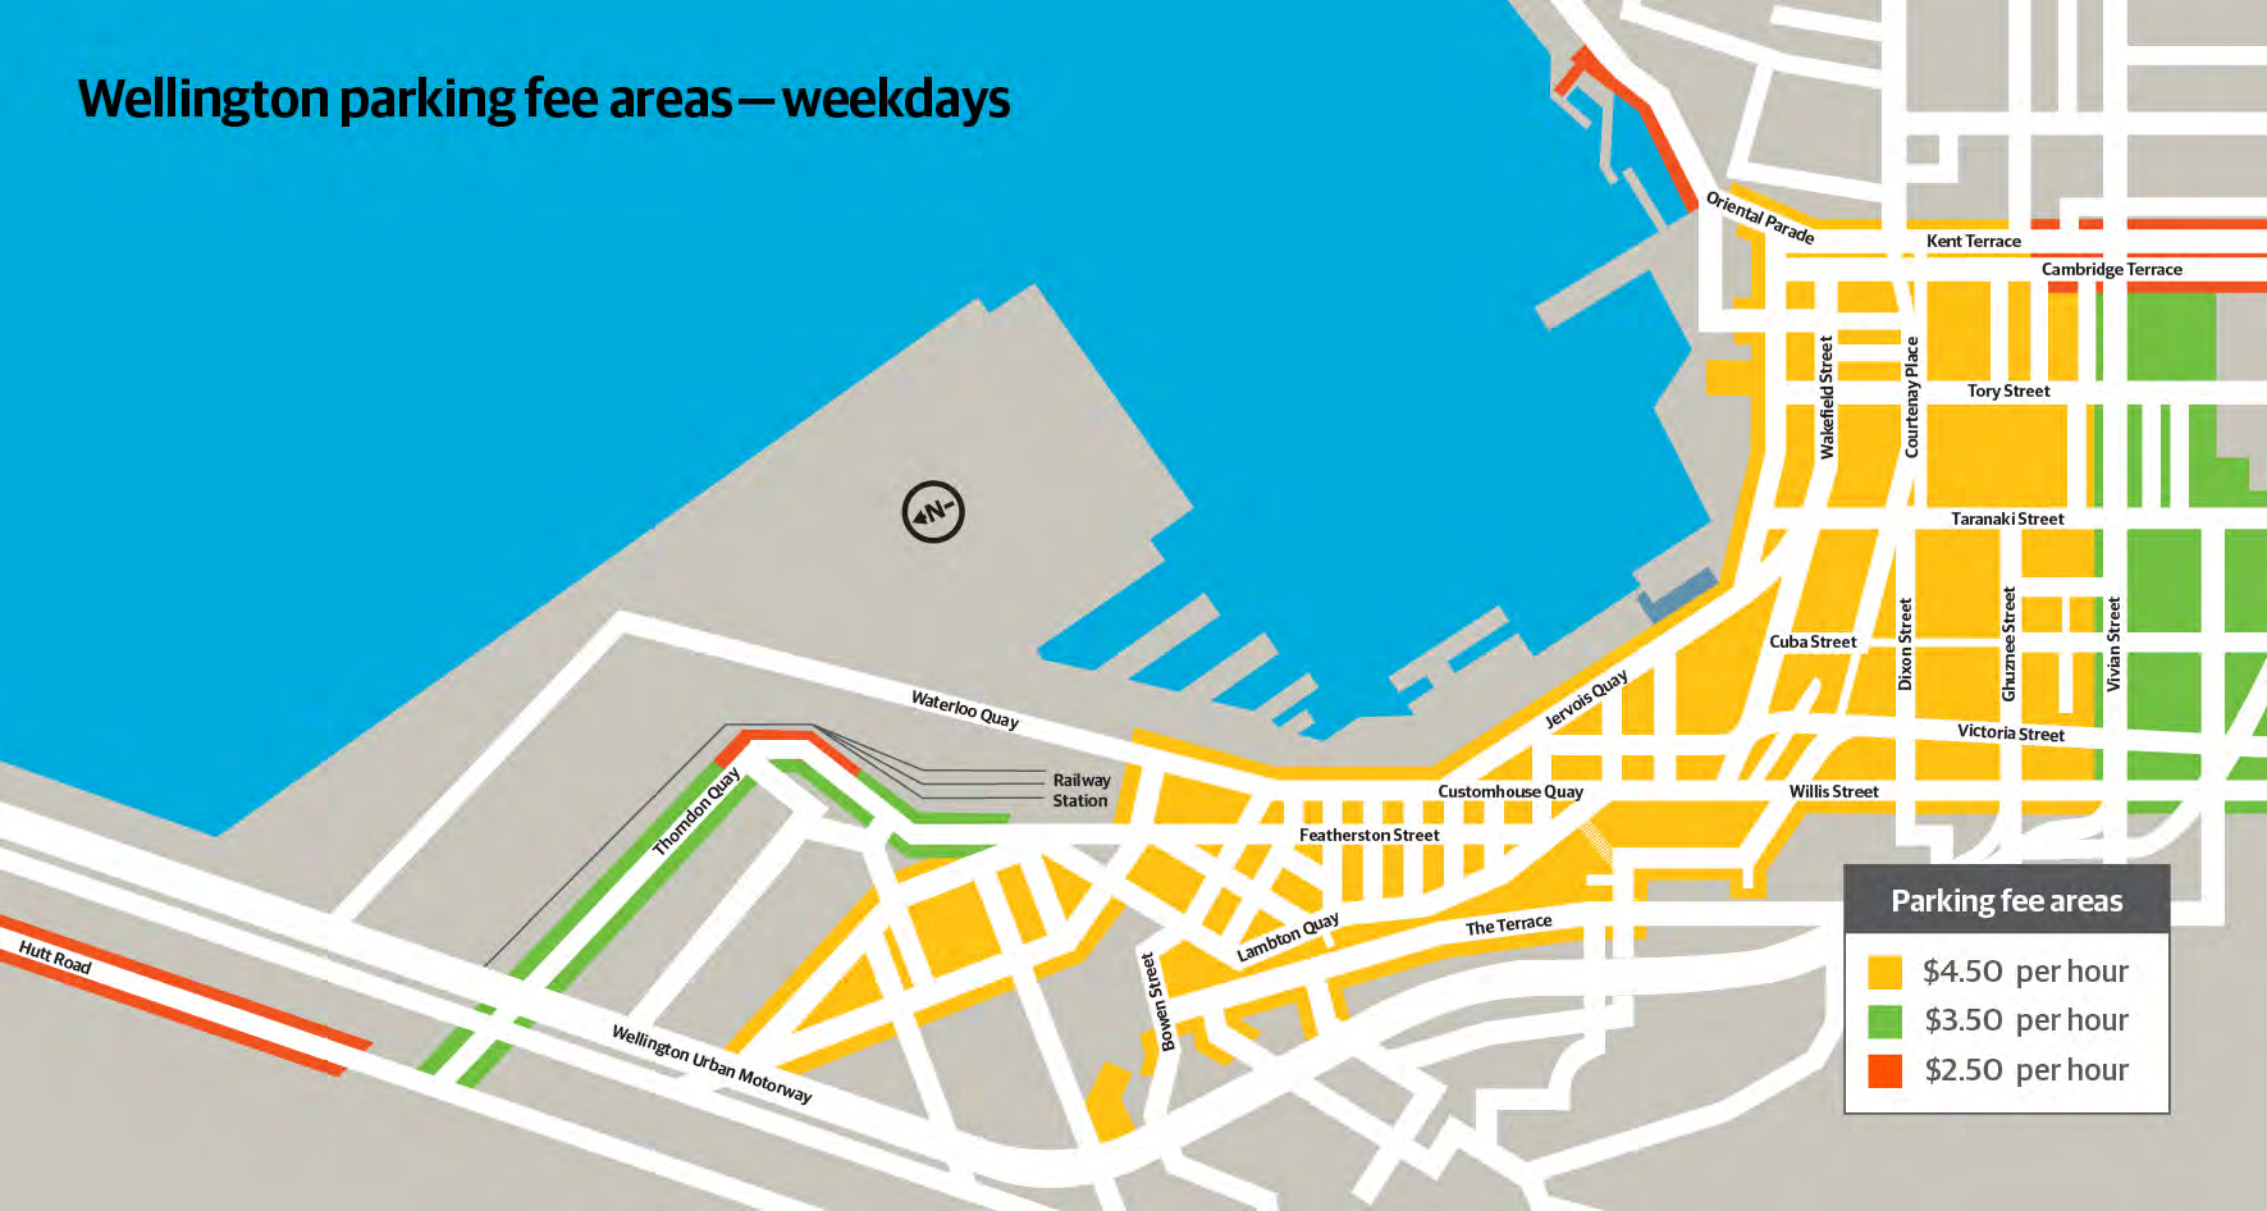 Wellington parking fee areas – weekdays
Oriental Parade
Kent Terrace
Cambridge Terrace
Wakefield Street
Courtenay Place
Tory Street
N
Taranaki Street
Cuba Street
Dixon Street
Ghuznee Street
Vivian Street
Jervois Quay
Waterloo Quay
Victoria Street
Railway
Station
Thorndon Quay
Customhouse Quay
Willis Street
Featherston Street
Lambton Quay
The Terrace
Hutt Road
Bowen Street
Wellington Urban Motorway
Parking fee areas
$4.50 per hour
$3.50 per hour
$2.50 per hour